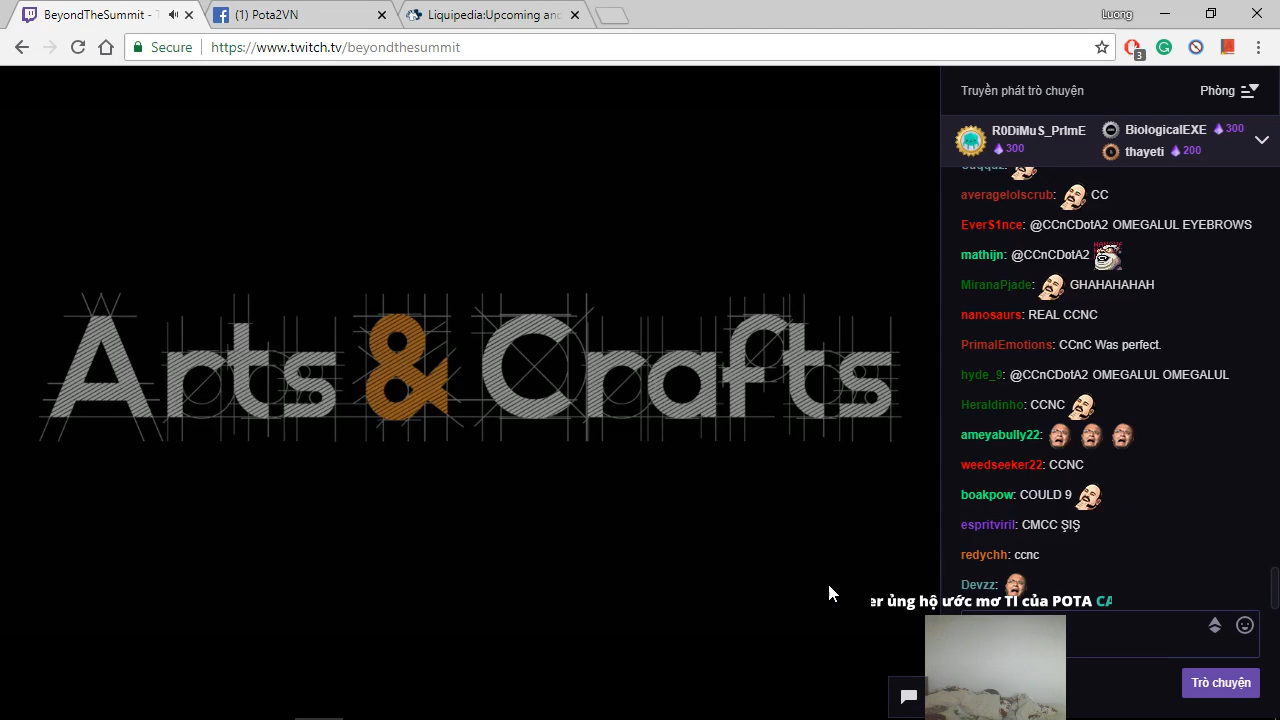 BeyondTheSummit - T
(1) Pota2VN
Liquipedia:Upcoming and
Luong
Secure
https://www.twitch.tv/beyondthesummit
3
Truyền phát trò chuyện
Phòng
R0DiMuS_PrImE
300
BiologicalEXE 300
thayeti 200
averagelolscrub: CC
Ever$1nce: @CCnCDotA2 OMEGALUL EYEBROWS
mathijn: @CCnCDotA2
MiranaPjade: GHAHAHAHAH
nanosaurs: REAL CCNC
PrimalEmotions: CCnC Was perfect.
hyde_9: @CCnCDotA2 OMEGALUL OMEGALUL
Heraldinho: CCNC
ameyabully22:
weedseeker22: CCNC
boakpow: COULD 9
espritviril: CMCC ŞIŞ
redychh: ccnc
Devzz:
er ủng hộ ước mơ TI của POTA CA
Trò chuyện
Arts & Crafts